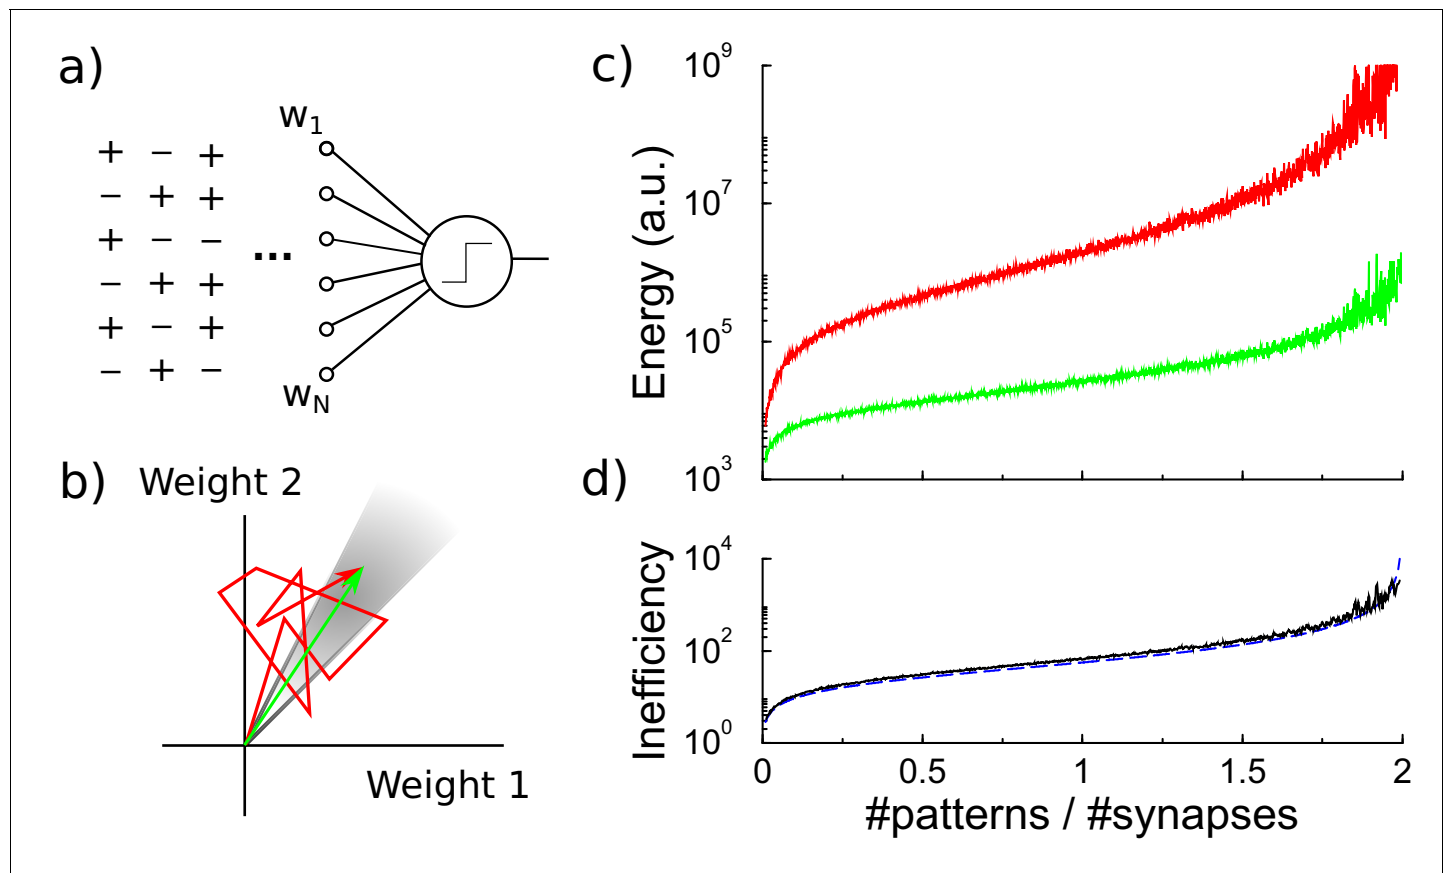 a)
w1
+ − +
− + +
+ − −
− + +
+ − +
− + −
...
wN
b)
Weight 2
Weight 1
c)
Energy (a.u.)
10^9
10^7
10^5
10^3
d)
Inefficiency
10^4
10^2
10^0
0 0.5 1 1.5 2
#patterns / #synapses